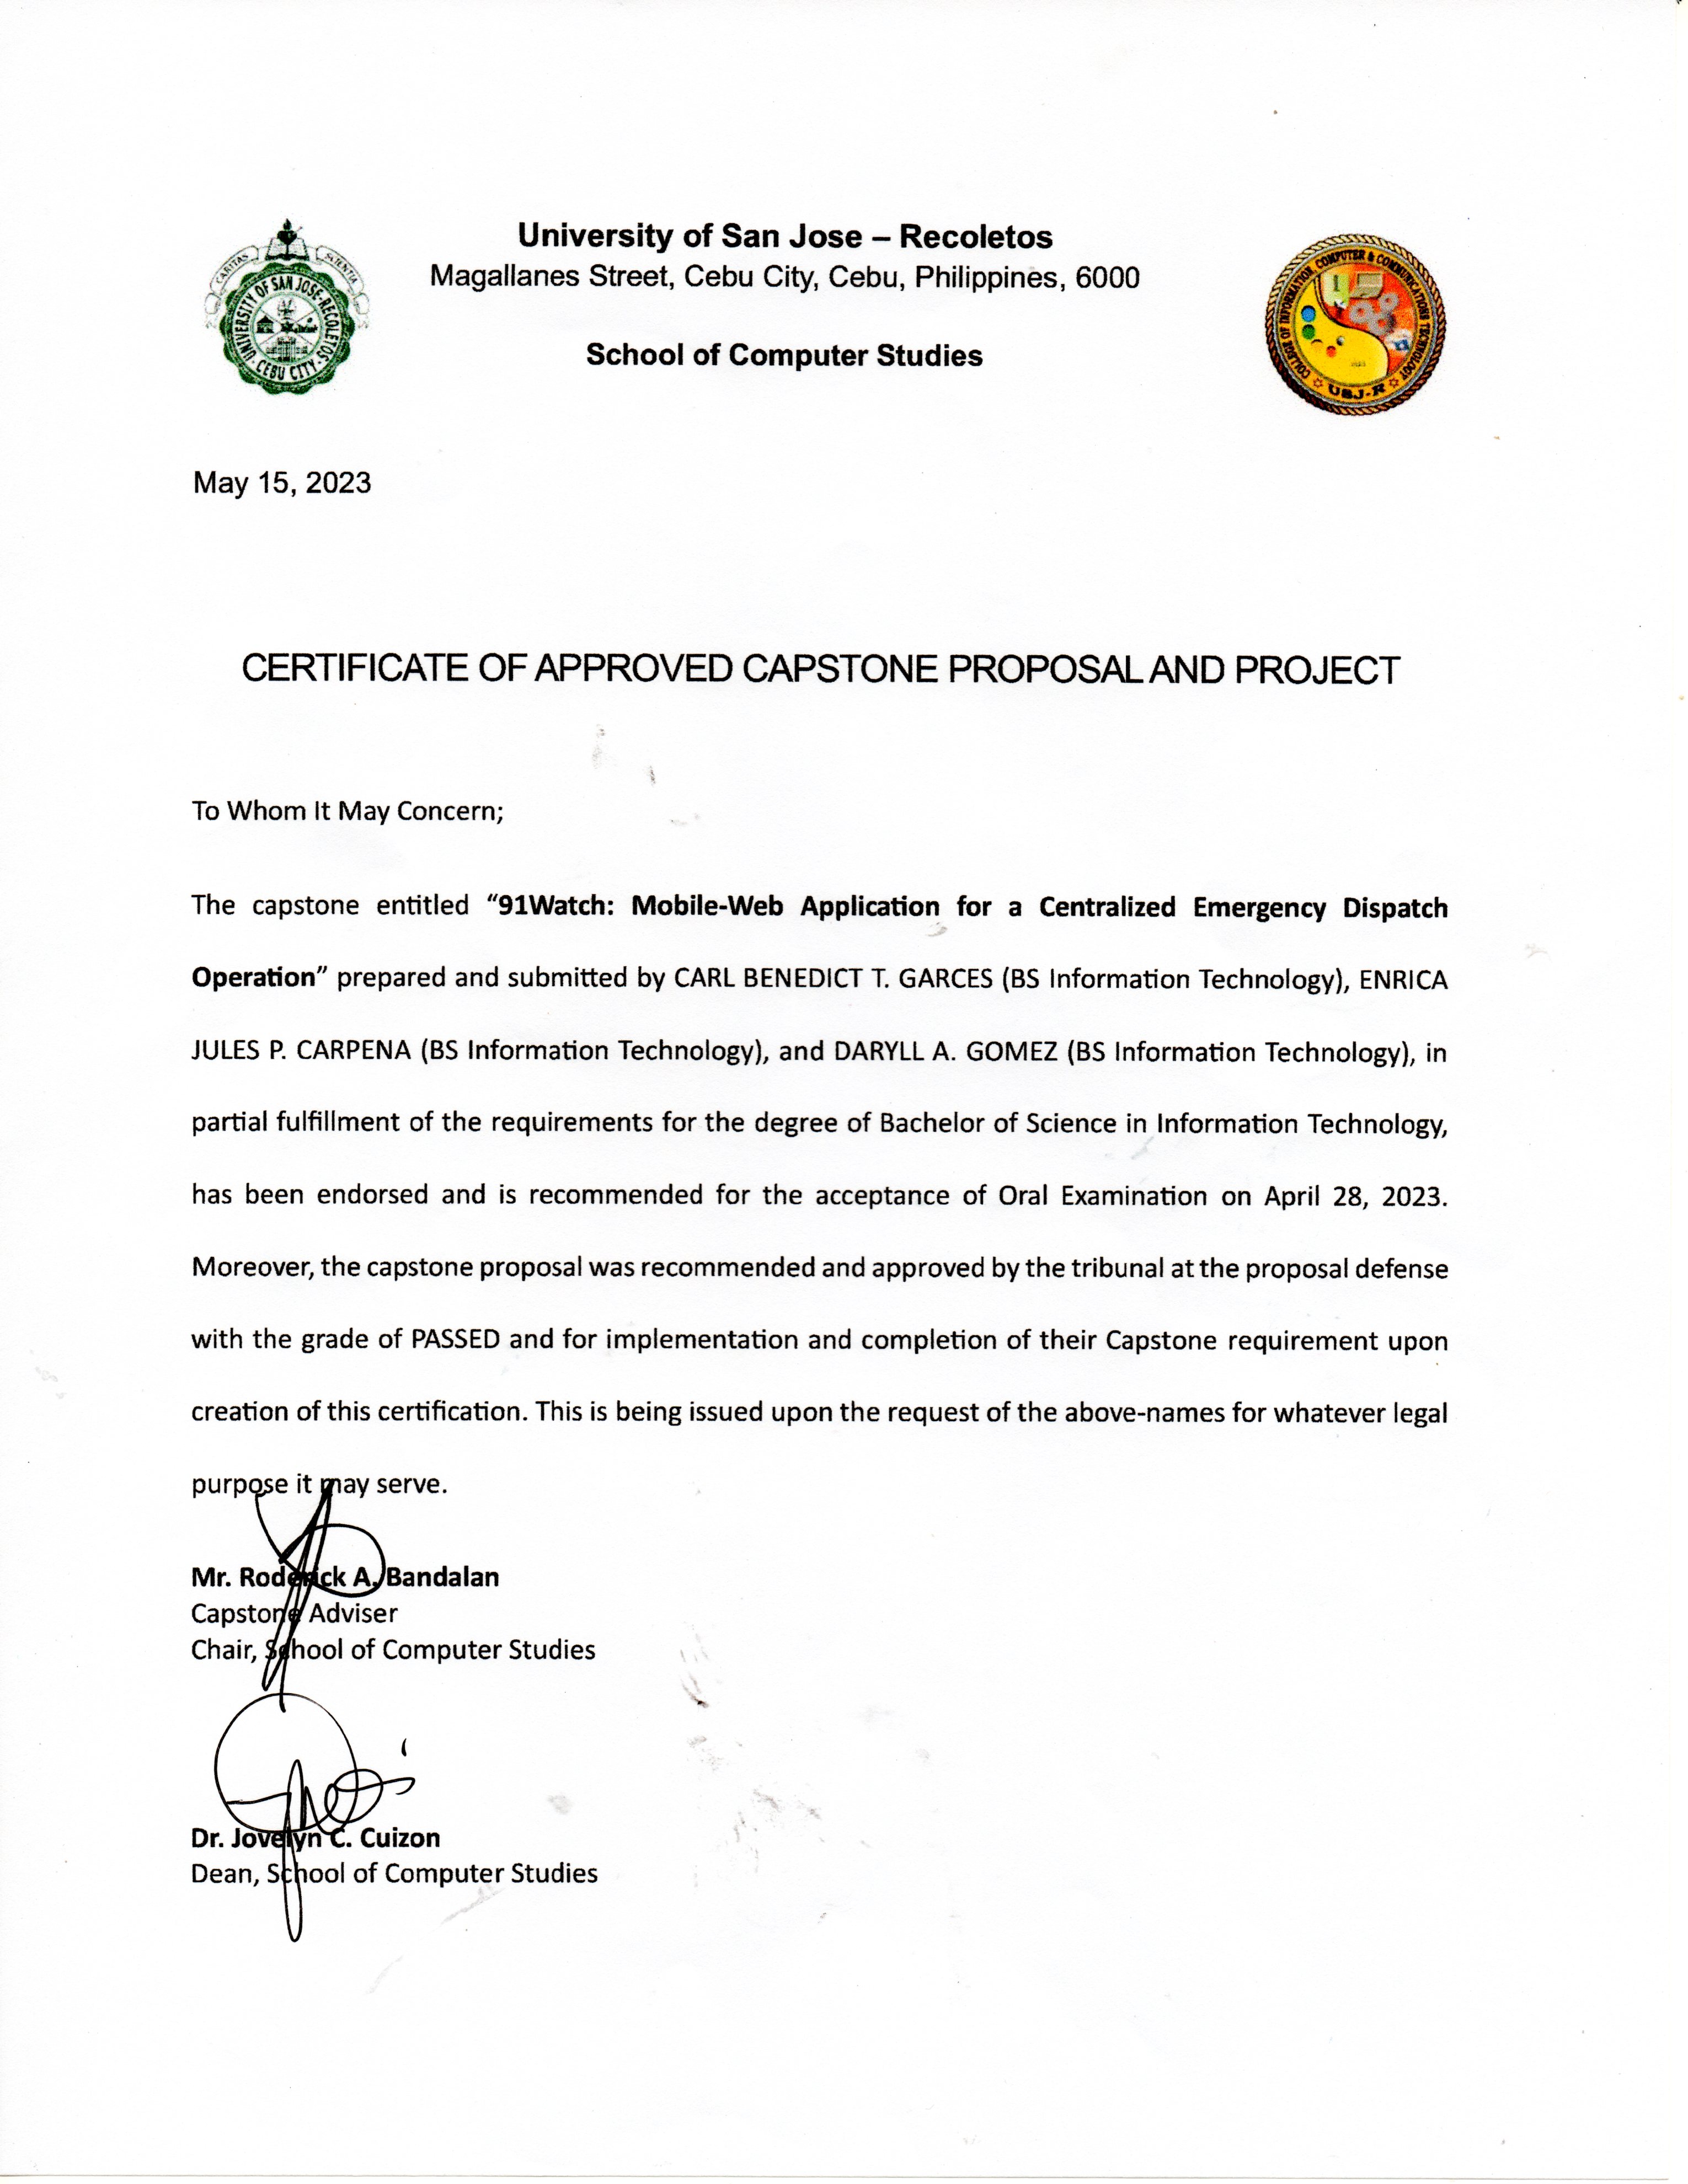 University of San Jose – Recoletos
Magallanes Street, Cebu City, Cebu, Philippines, 6000
School of Computer Studies
CARITAS
SCIENTIA
UNIVERSITY OF SAN JOSE-RECOLETOS
CEBU CITY
COLLEGE OF INFORMATION, COMPUTER & COMMUNICATIONS TECHNOLOGY
USJ-R
May 15, 2023
CERTIFICATE OF APPROVED CAPSTONE PROPOSAL AND PROJECT
To Whom It May Concern;
The capstone entitled “91Watch: Mobile-Web Application for a Centralized Emergency Dispatch
Operation” prepared and submitted by CARL BENEDICT T. GARCES (BS Information Technology), ENRICA
JULES P. CARPENA (BS Information Technology), and DARYLL A. GOMEZ (BS Information Technology), in
partial fulfillment of the requirements for the degree of Bachelor of Science in Information Technology,
has been endorsed and is recommended for the acceptance of Oral Examination on April 28, 2023.
Moreover, the capstone proposal was recommended and approved by the tribunal at the proposal defense
with the grade of PASSED and for implementation and completion of their Capstone requirement upon
creation of this certification. This is being issued upon the request of the above-names for whatever legal
purpose it may serve.
Mr. Roderick A. Bandalan
Capstone Adviser
Chair, School of Computer Studies
Dr. Jovelyn C. Cuizon
Dean, School of Computer Studies